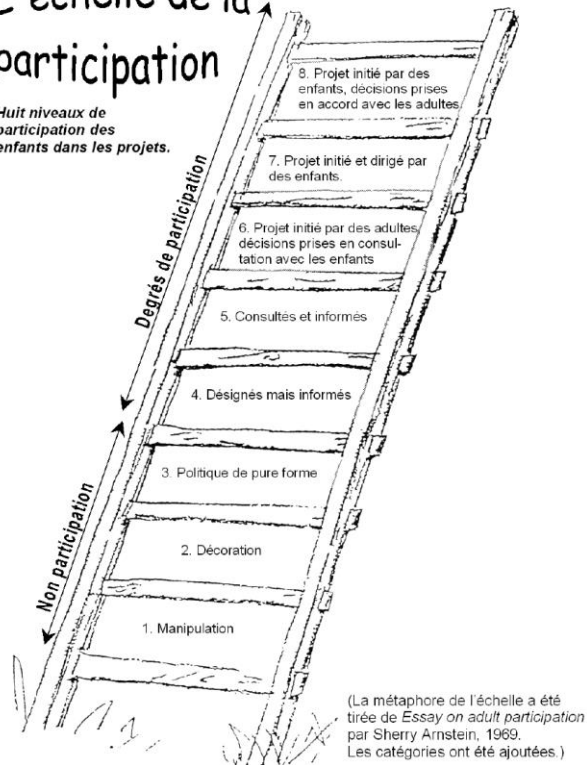 L'échelle de la
participation
Huit niveaux de
participation des
enfants dans les projets.
Degrés de participation
Non participation
8. Projet initié par des
enfants, décisions prises
en accord avec les adultes
7. Projet initié et dirigé par
des enfants.
6. Projet initié par des adultes,
décisions prises en consul-
tation avec les enfants
5. Consultés et informés
4. Désignés mais informés
3. Politique de pure forme
2. Décoration
1. Manipulation
(La métaphore de l'échelle a été
tirée de Essay on adult participation
par Sherry Arnstein, 1969.
Les catégories ont été ajoutées.)